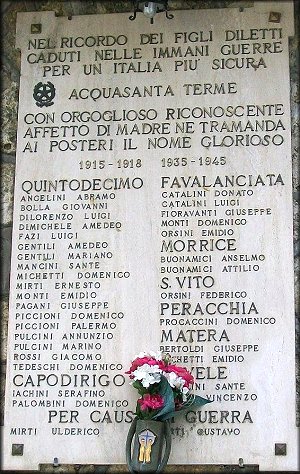 NEL RICORDO DEI FIGLI DILETTI
CADUTI NELLE IMMANI GUERRE
PER UN ITALIA PIU' SICURA
ACQUASANTA TERME
CON ORGOGLIOSO RICONOSCENTE
AFFETTO DI MADRE NE TRAMANDA
AI POSTERI IL NOME GLORIOSO
1915-1918 1935-1945
QUINTODECIMO
ANGELINI ABRAMO
BOLLA GIOVANNI
DILORENZO LUIGI
DIMICHELE AMEDEO
FAZI LUIGI
GENTILI AMEDEO
GENTILI MARIANO
MANCINI SANTE
MICHETTI DOMENICO
MIRTI ERNESTO
MONTI EMIDIO
PAGANI GIUSEPPE
PICCIONI DOMENICO
PICCIONI PALERMO
PULCINI ANNUNZIO
PULCINI MARINO
ROSSI GIACOMO
TEDESCHI DOMENICO
CAPODIRIGO
IACHINI SERAFINO
PALOMBINI DOMENICO
FAVALANCIATA
CATALINI DONATO
CATALINI LUIGI
FIORAVANTI GIUSEPPE
MONTI DOMENICO
ORSINI EMIDIO
MORRICE
BUONAMICI ANSELMO
BUONAMICI ATTILIO
S. VITO
ORSINI FEDERICO
PERACCHIA
PROCACCINI DOMENICO
MATERA
BERTOLDI GIUSEPPE
EMIDIO
SANTE
VINCENZO
PER CAUSE GUERRA
MIRTI ULDERICO GUSTAVO